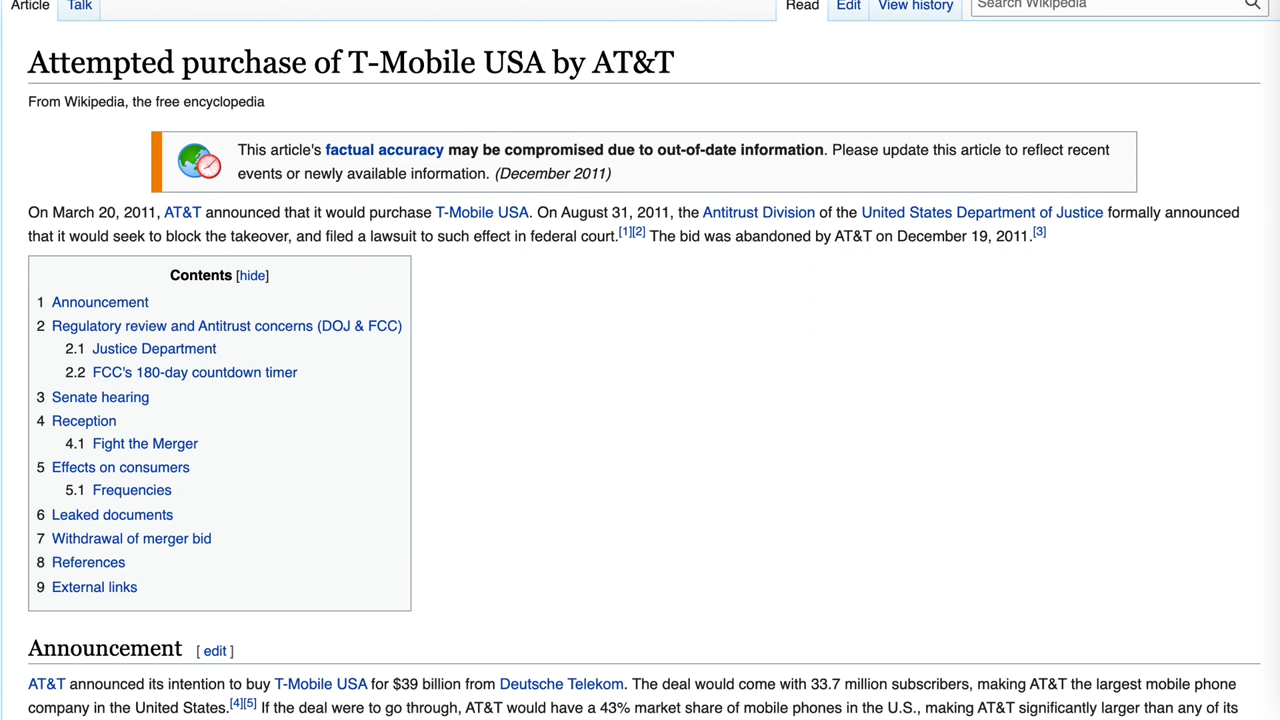 Article Talk Read Edit View history Search Wikipedia
Attempted purchase of T-Mobile USA by AT&T
From Wikipedia, the free encyclopedia
This article's factual accuracy may be compromised due to out-of-date information. Please update this article to reflect recent
events or newly available information. (December 2011)
On March 20, 2011, AT&T announced that it would purchase T-Mobile USA. On August 31, 2011, the Antitrust Division of the United States Department of Justice formally announced
that it would seek to block the takeover, and filed a lawsuit to such effect in federal court.[1][2] The bid was abandoned by AT&T on December 19, 2011.[3]
Contents [hide]
1 Announcement
2 Regulatory review and Antitrust concerns (DOJ & FCC)
2.1 Justice Department
2.2 FCC's 180-day countdown timer
3 Senate hearing
4 Reception
4.1 Fight the Merger
5 Effects on consumers
5.1 Frequencies
6 Leaked documents
7 Withdrawal of merger bid
8 References
9 External links
Announcement [ edit ]
AT&T announced its intention to buy T-Mobile USA for $39 billion from Deutsche Telekom. The deal would come with 33.7 million subscribers, making AT&T the largest mobile phone
company in the United States.[4][5] If the deal were to go through, AT&T would have a 43% market share of mobile phones in the U.S., making AT&T significantly larger than any of its